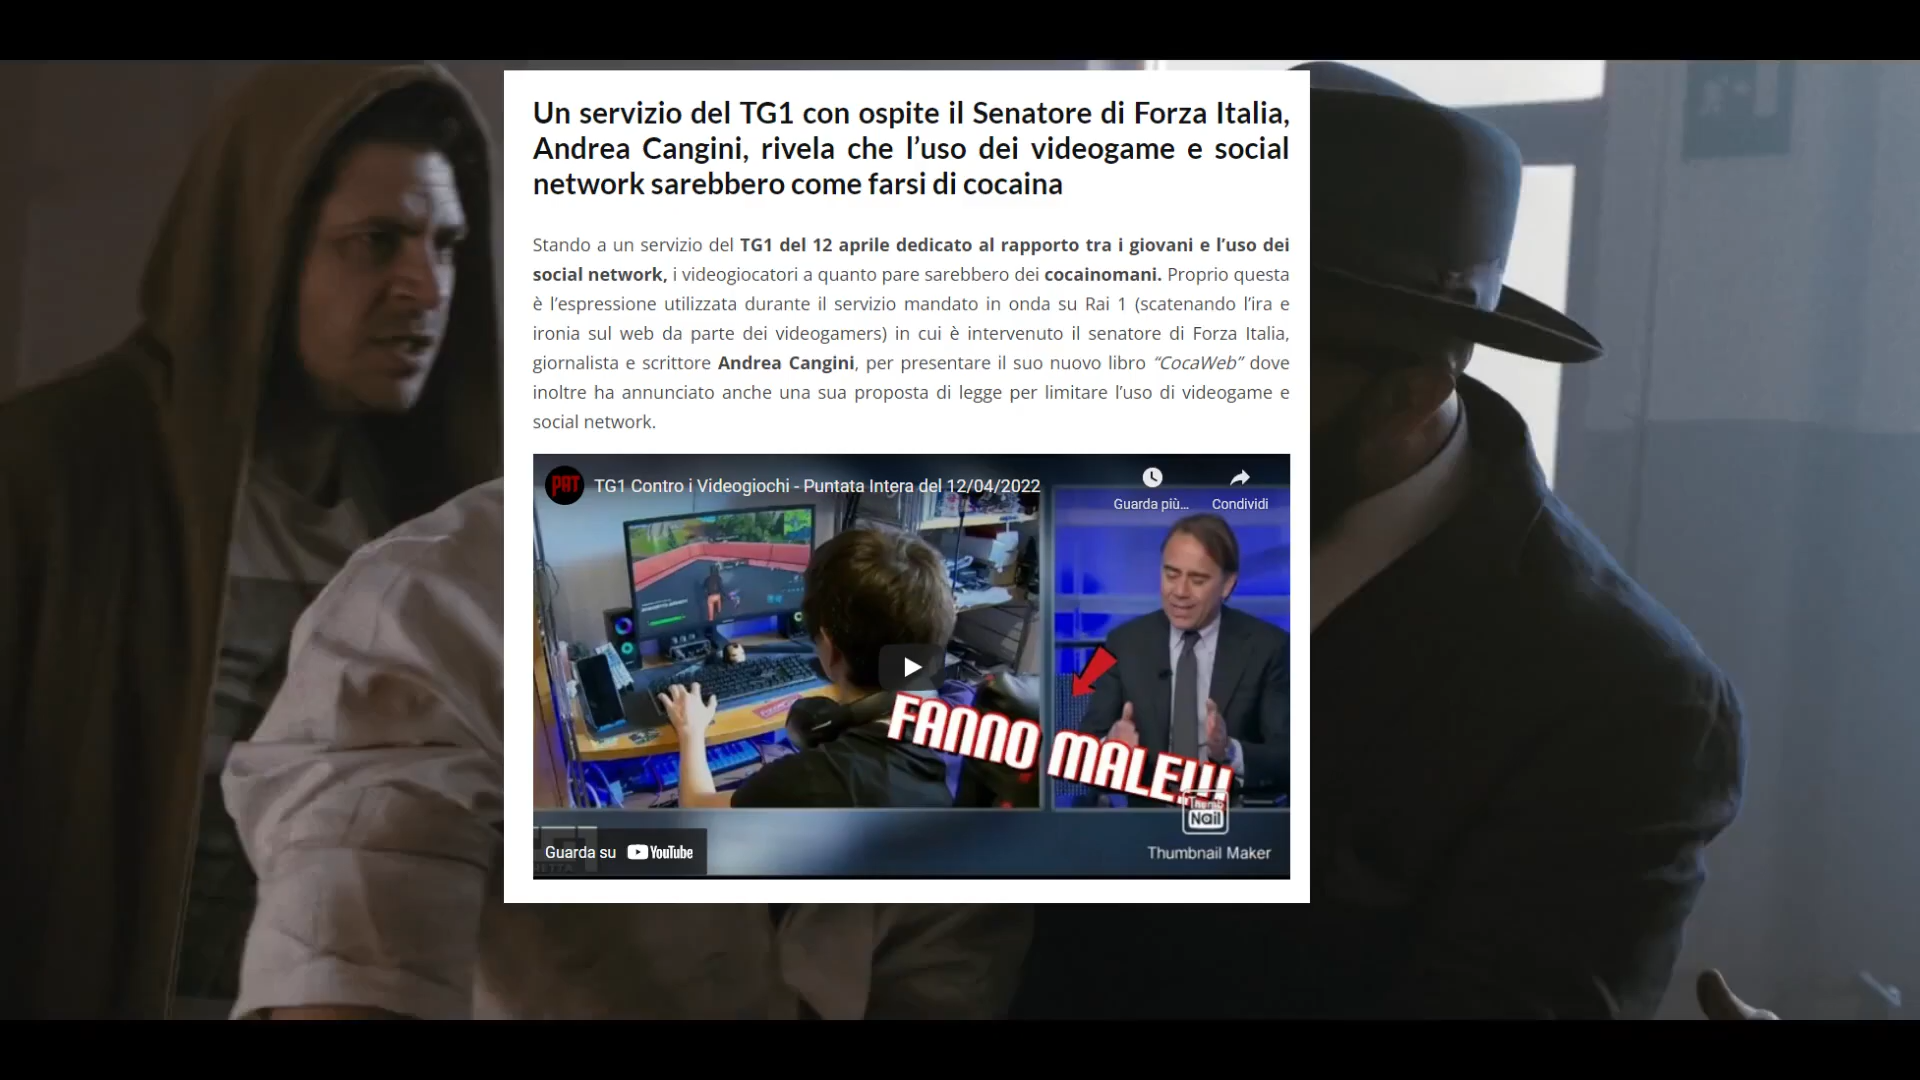 Un servizio del TG1 con ospite il Senatore di Forza Italia,
Andrea Cangini, rivela che l’uso dei videogame e social
network sarebbero come farsi di cocaina
Stando a un servizio del TG1 del 12 aprile dedicato al rapporto tra i giovani e l’uso dei
social network, i videogiocatori a quanto pare sarebbero dei cocainomani. Proprio questa
è l’espressione utilizzata durante il servizio mandato in onda su Rai 1 (scatenando l’ira e
ironia sul web da parte dei videogamers) in cui è intervenuto il senatore di Forza Italia,
giornalista e scrittore Andrea Cangini, per presentare il suo nuovo libro “CocaWeb” dove
inoltre ha annunciato anche una sua proposta di legge per limitare l’uso di videogame e
social network.
PAT
TG1 Contro i Videogiochi - Puntata Intera del 12/04/2022
Guarda più...
Condividi
FANNO MALE!!!
Thumb
Nail
Guarda su YouTube
Thumbnail Maker